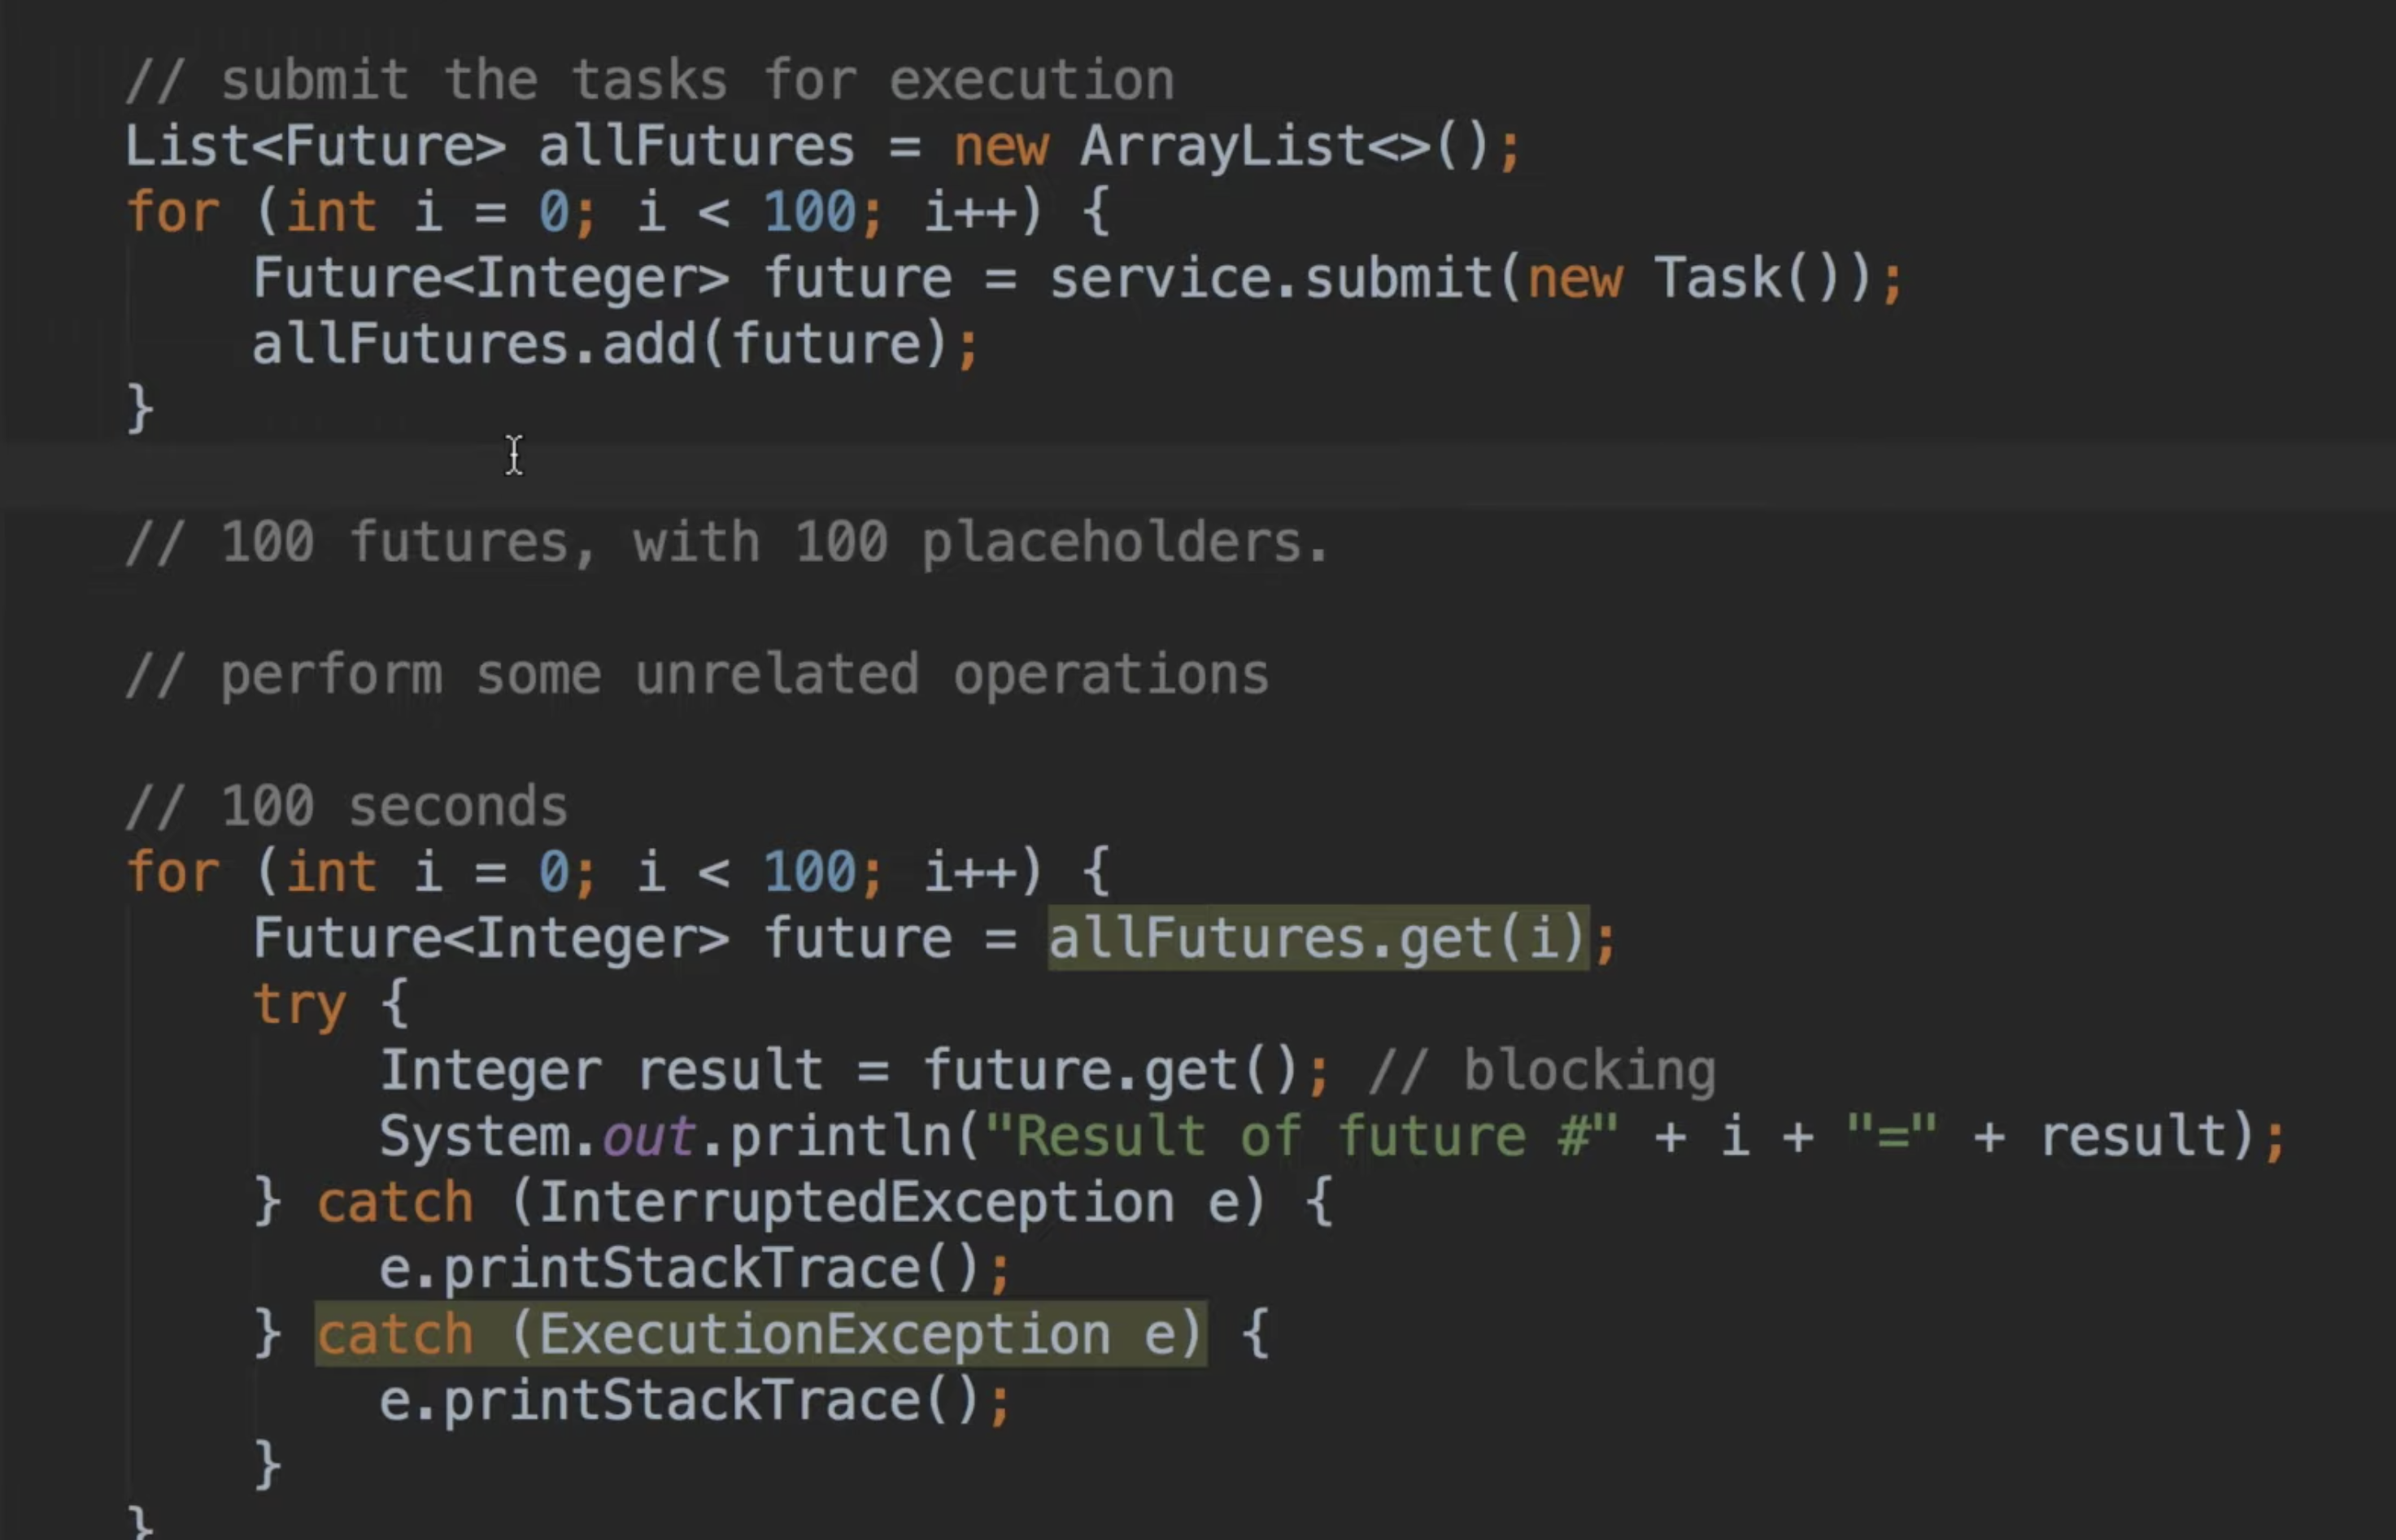 // submit the tasks for execution
List<Future> allFutures = new ArrayList<>();
for (int i = 0; i < 100; i++) {
    Future<Integer> future = service.submit(new Task());
    allFutures.add(future);
}

// 100 futures, with 100 placeholders.

// perform some unrelated operations

// 100 seconds
for (int i = 0; i < 100; i++) {
    Future<Integer> future = allFutures.get(i);
    try {
        Integer result = future.get(); // blocking
        System.out.println("Result of future #" + i + "=" + result);
    } catch (InterruptedException e) {
        e.printStackTrace();
    } catch (ExecutionException e) {
        e.printStackTrace();
    }
}